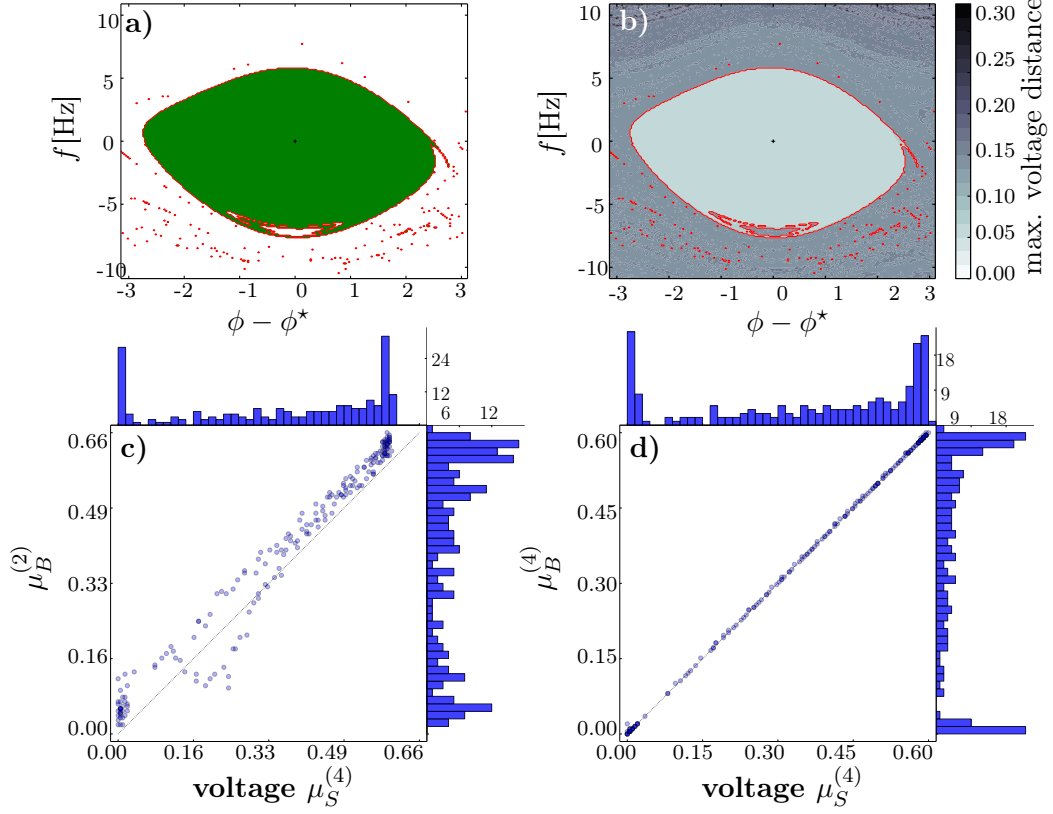 a)
f [Hz]
10
5
0
-5
-10
-3 -2 -1 0 1 2 3
ϕ − ϕ⋆
b)
f [Hz]
10
5
0
-5
-10
-3 -2 -1 0 1 2 3
ϕ − ϕ⋆
0.30
0.25
0.20
0.15
0.10
0.05
0.00
max. voltage distance
24
12
6 12
c)
μ_B^(2)
0.66
0.49
0.33
0.16
0.00
0.00 0.16 0.33 0.49 0.66
voltage μ_S^(4)
18
9
9 18
d)
μ_B^(4)
0.60
0.45
0.30
0.15
0.00
0.00 0.15 0.30 0.45 0.60
voltage μ_S^(4)